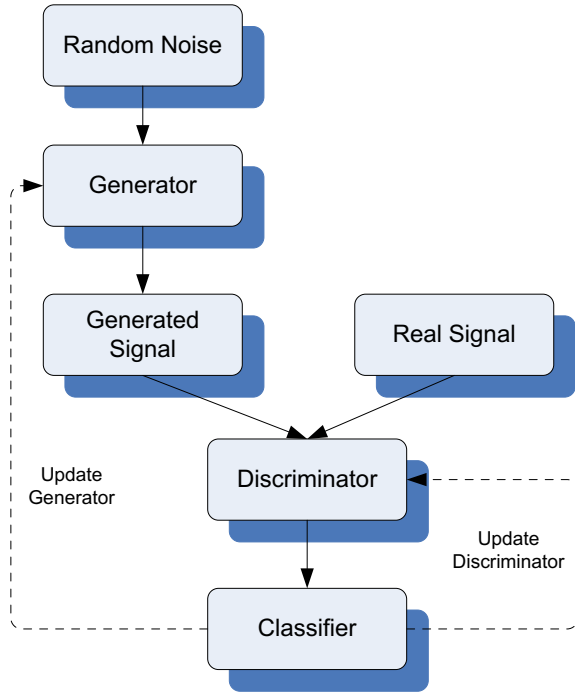 Random Noise
Generator
Generated
Signal
Real Signal
Discriminator
Update
Generator
Update
Discriminator
Classifier